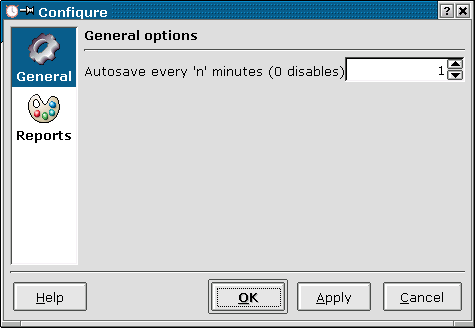 Configure
General options
General
Autosave every 'n' minutes (0 disables) 1
Reports
Help OK Apply Cancel